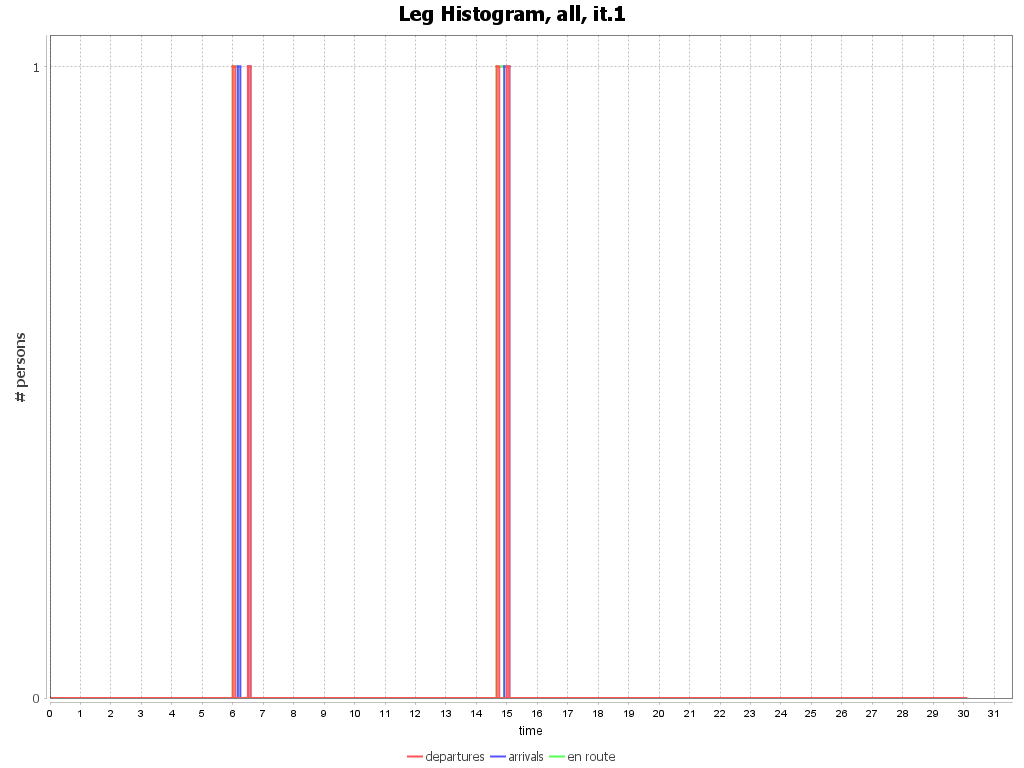 Leg Histogram, all, it.1
1
# persons
0
0 1 2 3 4 5 6 7 8 9 10 11 12 13 14 15 16 17 18 19 20 21 22 23 24 25 26 27 28 29 30 31
time
departures arrivals en route